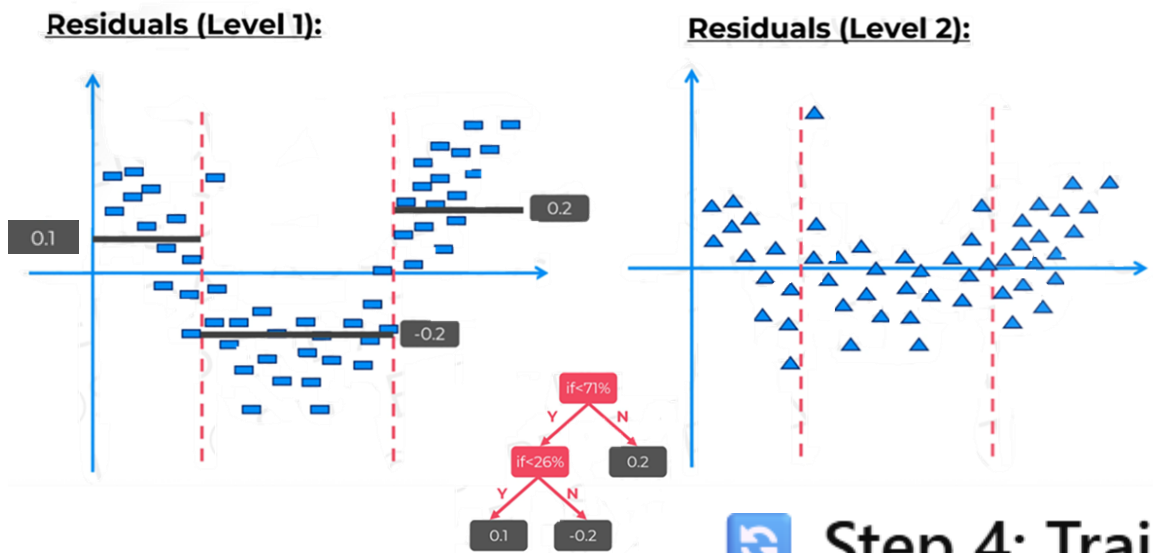 Residuals (Level 1):
Residuals (Level 2):
0.1
0.2
-0.2
if<71%
Y
N
if<26%
0.2
Y
N
0.1
-0.2
Step 4: